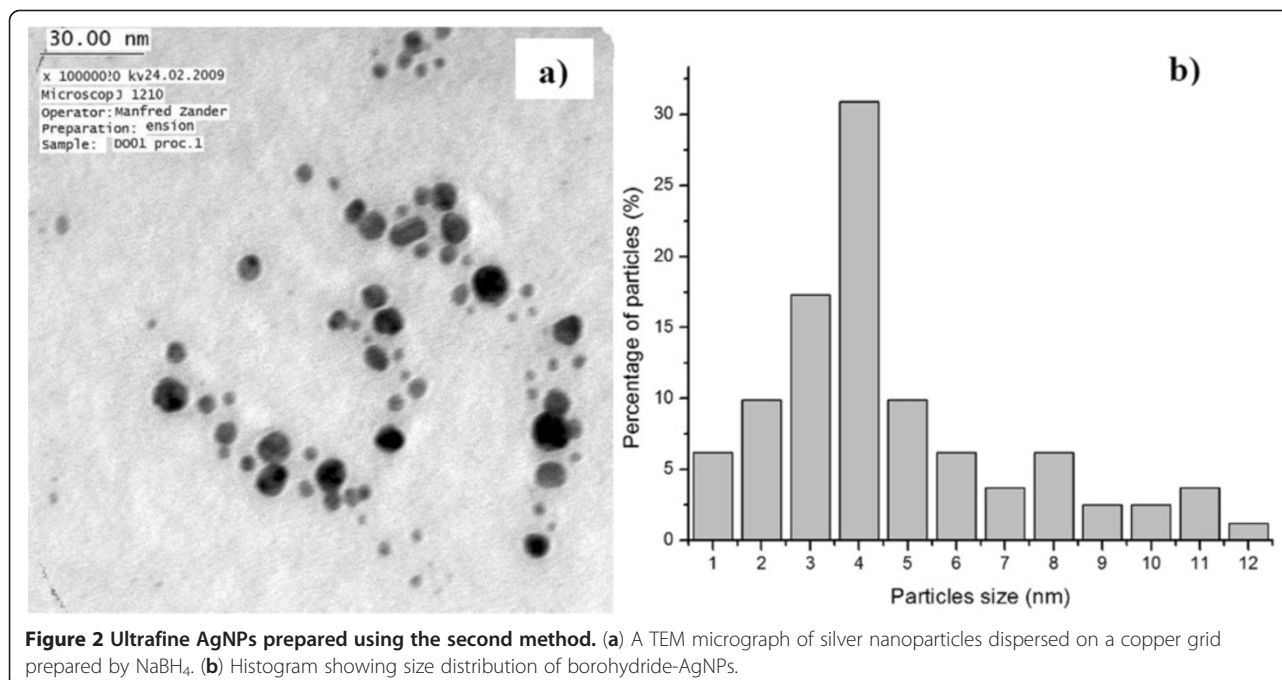 30.00 nm
x 100000!0 kv24.02.2009
MicroscopJ 1210
Operator:Manfred Zander
Preparation: ension
Sample: DO01 proc.1
a)
b)
Percentage of particles (%)
30
25
20
15
10
5
0
1 2 3 4 5 6 7 8 9 10 11 12
Particles size (nm)
Figure 2 Ultrafine AgNPs prepared using the second method. (a) A TEM micrograph of silver nanoparticles dispersed on a copper grid
prepared by NaBH₄. (b) Histogram showing size distribution of borohydride-AgNPs.